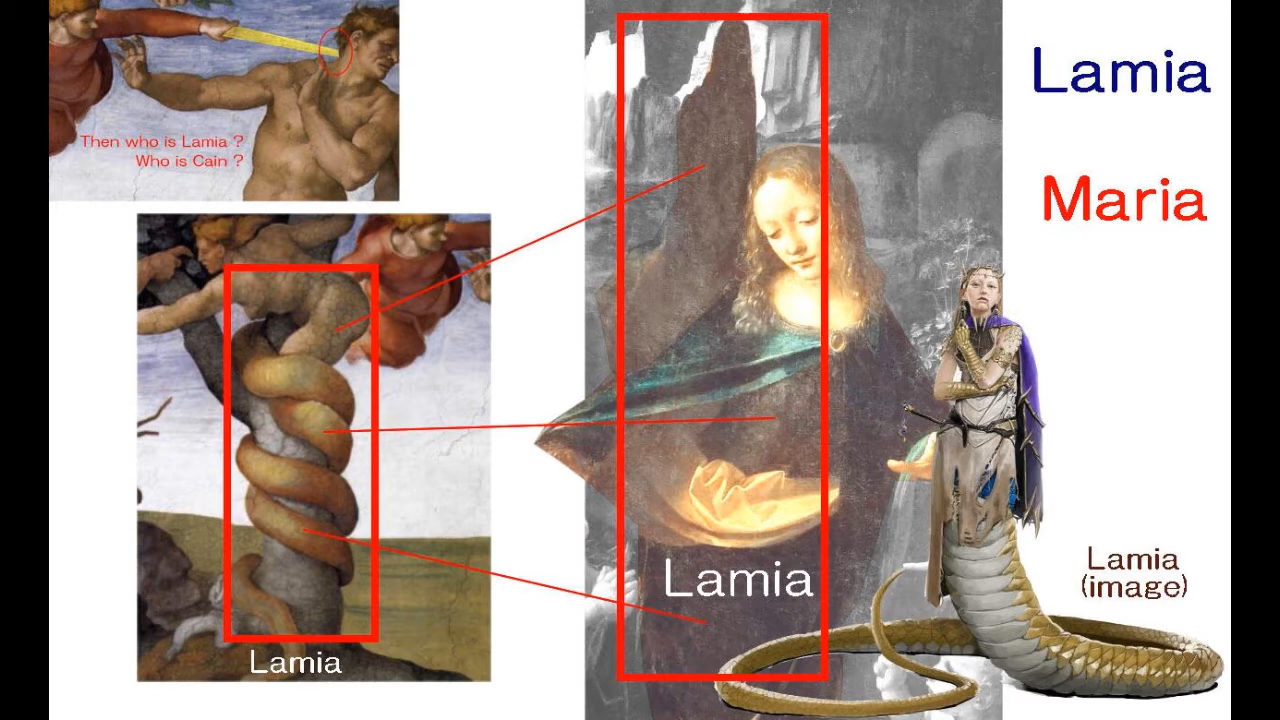 Then who is Lamia ?
Who is Cain ?
Lamia
Lamia
Lamia
Maria
Lamia
(image)